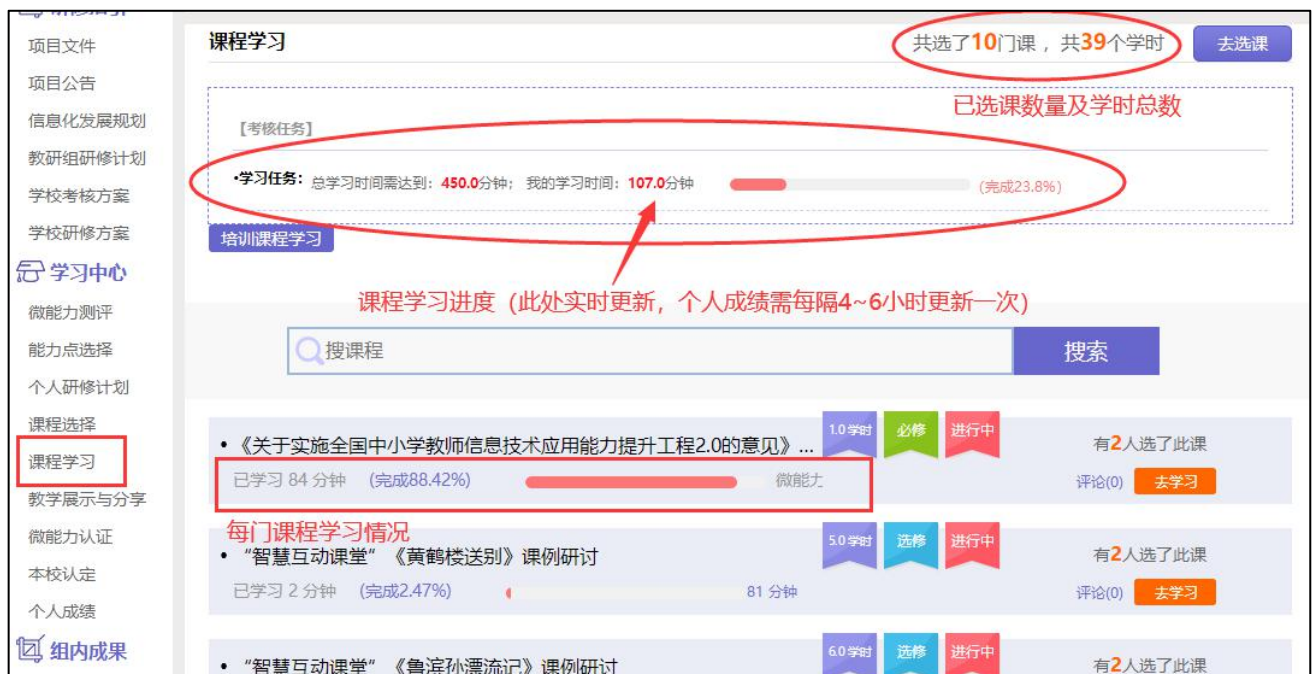 项目文件
项目公告
信息化发展规划
教研组研修计划
学校考核方案
学校研修方案
学习中心
微能力测评
能力点选择
个人研修计划
课程选择
课程学习
教学展示与分享
微能力认证
本校认定
个人成绩
组内成果
课程学习
共选了10门课 ，共39个学时
去选课
已选课数量及学时总数
【考核任务】
•学习任务：总学习时间需达到：450.0分钟； 我的学习时间：107.0分钟 (完成23.8%)
培训课程学习
课程学习进度（此处实时更新，个人成绩需每隔4~6小时更新一次）
搜课程
搜索
• 《关于实施全国中小学教师信息技术应用能力提升工程2.0的意见》...
1.0学时 必修 进行中
有2人选了此课
已学习 84 分钟 (完成88.42%) 微能
评论(0) 去学习
每门课程学习情况
• “智慧互动课堂” 《黄鹤楼送别》课例研讨
5.0学时 选修 进行中
有2人选了此课
已学习 2 分钟 (完成2.47%) 81 分钟
评论(0) 去学习
• “智慧互动课堂” 《鲁滨孙漂流记》课例研讨
6.0学时 选修 进行中
有2人选了此课